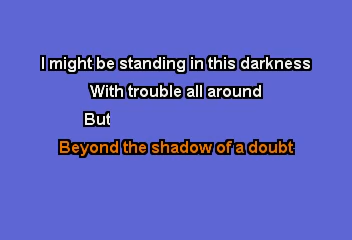 I might be standing in this darkness
With trouble all around
But
Beyond the shadow of a doubt